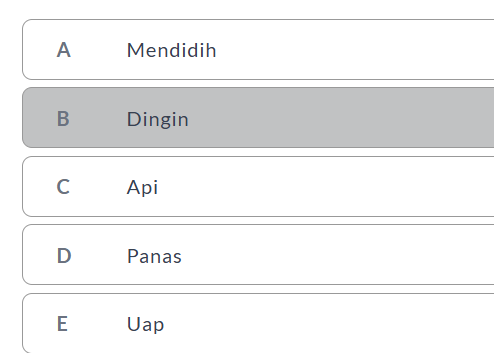 A Mendidih
B Dingin
C Api
D Panas
E Uap